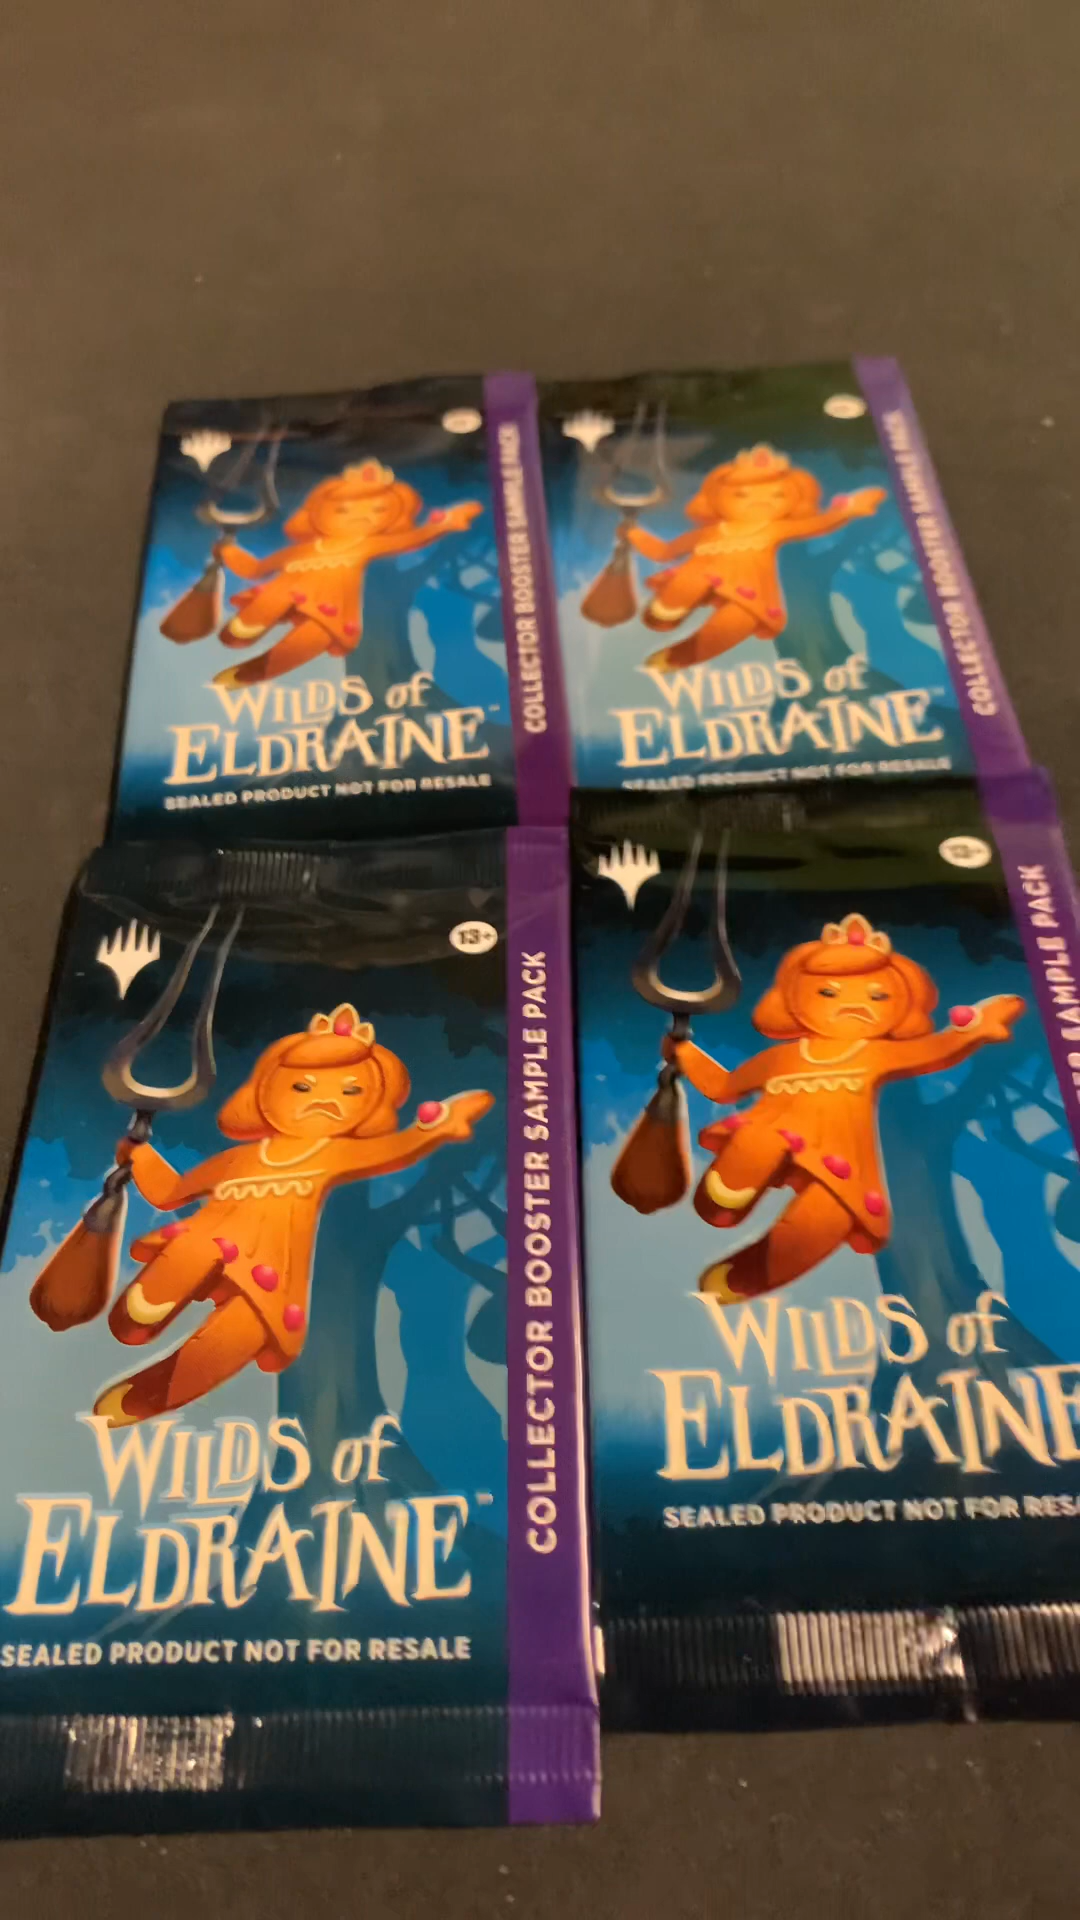 COLLECTOR BOOSTER SAMPLE PACK
WILDS of
ELDRAINE
SEALED PRODUCT NOT FOR RESALE
COLLECTOR BOOSTER SAMPLE PACK
WILDS of
ELDRAINE
SEALED PRODUCT NOT FOR RESALE
13+
COLLECTOR BOOSTER SAMPLE PACK
WILDS of
ELDRAINE
SEALED PRODUCT NOT FOR RESALE
13+
SAMPLE PACK
WILDS of
ELDRAINE
SEALED PRODUCT NOT FOR RESA